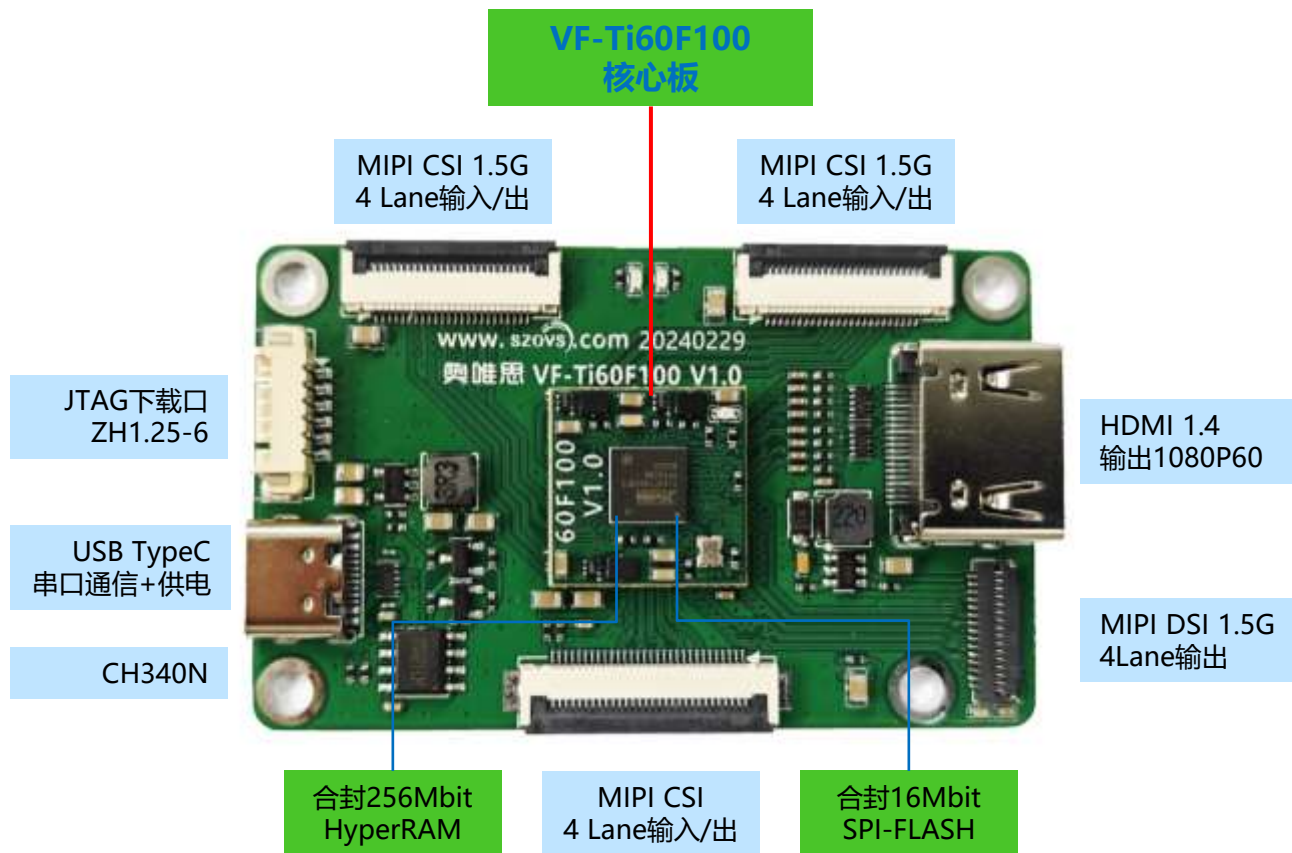 VF-Ti60F100
核心板
MIPI CSI 1.5G
4 Lane输入/出
MIPI CSI 1.5G
4 Lane输入/出
www. szovs.com 20240229
奥唯思 VF-Ti60F100 V1.0
JTAG下载口
ZH1.25-6
HDMI 1.4
输出1080P60
60F100
V1.0
3R3
220
USB TypeC
串口通信+供电
MIPI DSI 1.5G
4Lane输出
CH340N
合封256Mbit
HyperRAM
MIPI CSI
4 Lane输入/出
合封16Mbit
SPI-FLASH